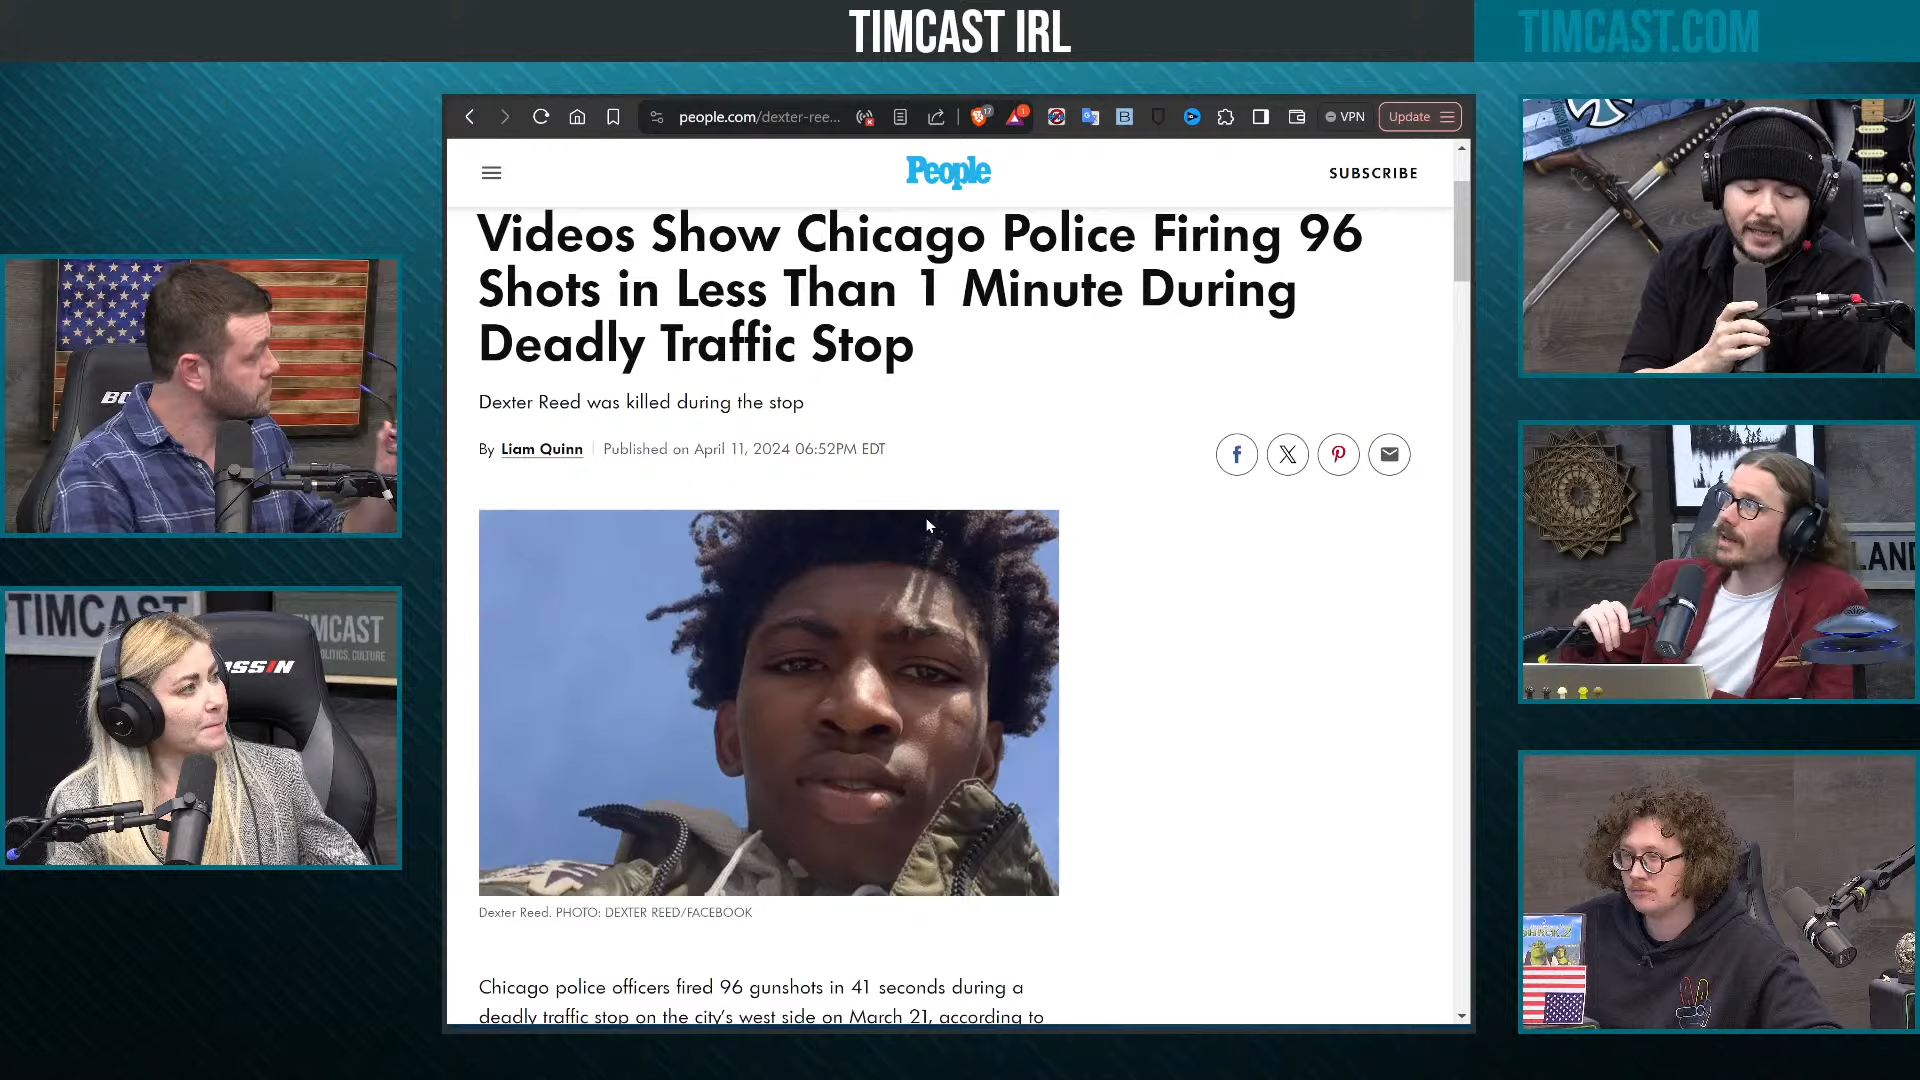 TIMCAST IRL
TIMCAST.COM
people.com/dexter-ree...
17
1
VPN
Update
People
SUBSCRIBE
Videos Show Chicago Police Firing 96
Shots in Less Than 1 Minute During
Deadly Traffic Stop
Dexter Reed was killed during the stop
By Liam Quinn
Published on April 11, 2024 06:52PM EDT
Dexter Reed. PHOTO: DEXTER REED/FACEBOOK
Chicago police officers fired 96 gunshots in 41 seconds during a
deadly traffic stop on the city's west side on March 21, according to
TIMCAST
TIMCAST
POLITICS, CULTURE